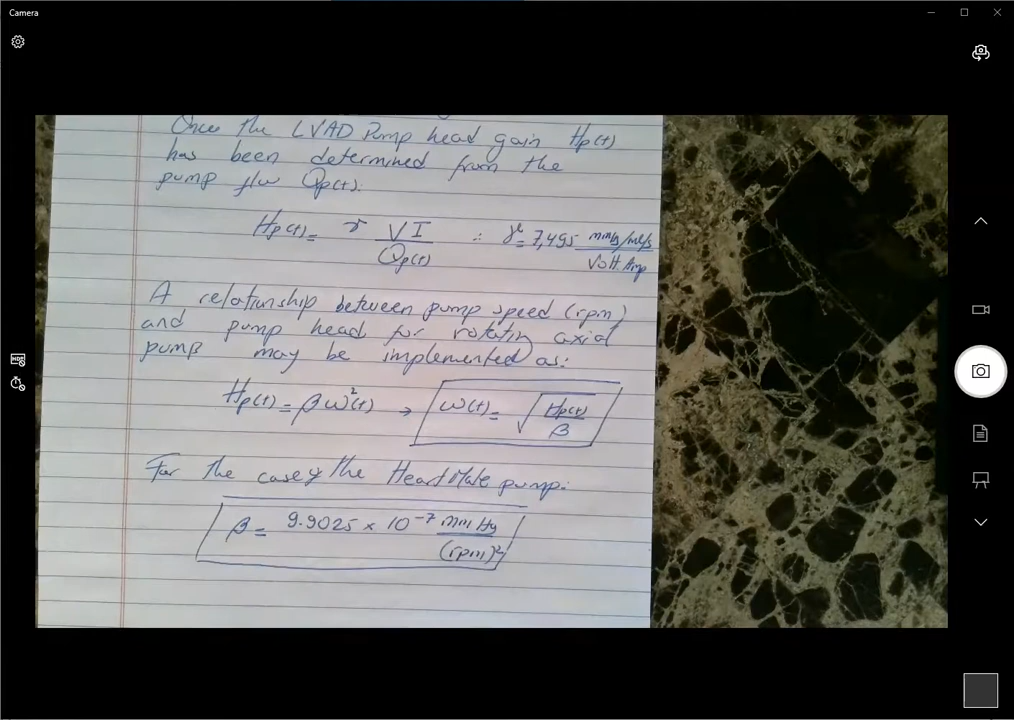 Camera
Once the LVAD Pump head gain Hp(t)
has been determined from the
pump flow Qp(t).
Hp(t) = γ VI / Qp(t) ∴ γ = 7,495 mmHg/ml/s / Volt.Amp
A relationship between pump speed (rpm)
and pump head for rotating axial
pump may be implemented as:
Hp(t) = βω²(t) → ω(t) = √(Hp(t) / β)
For the case of the HeartMate pump:
β = 9.9025 × 10⁻⁷ mmHg / (rpm)²